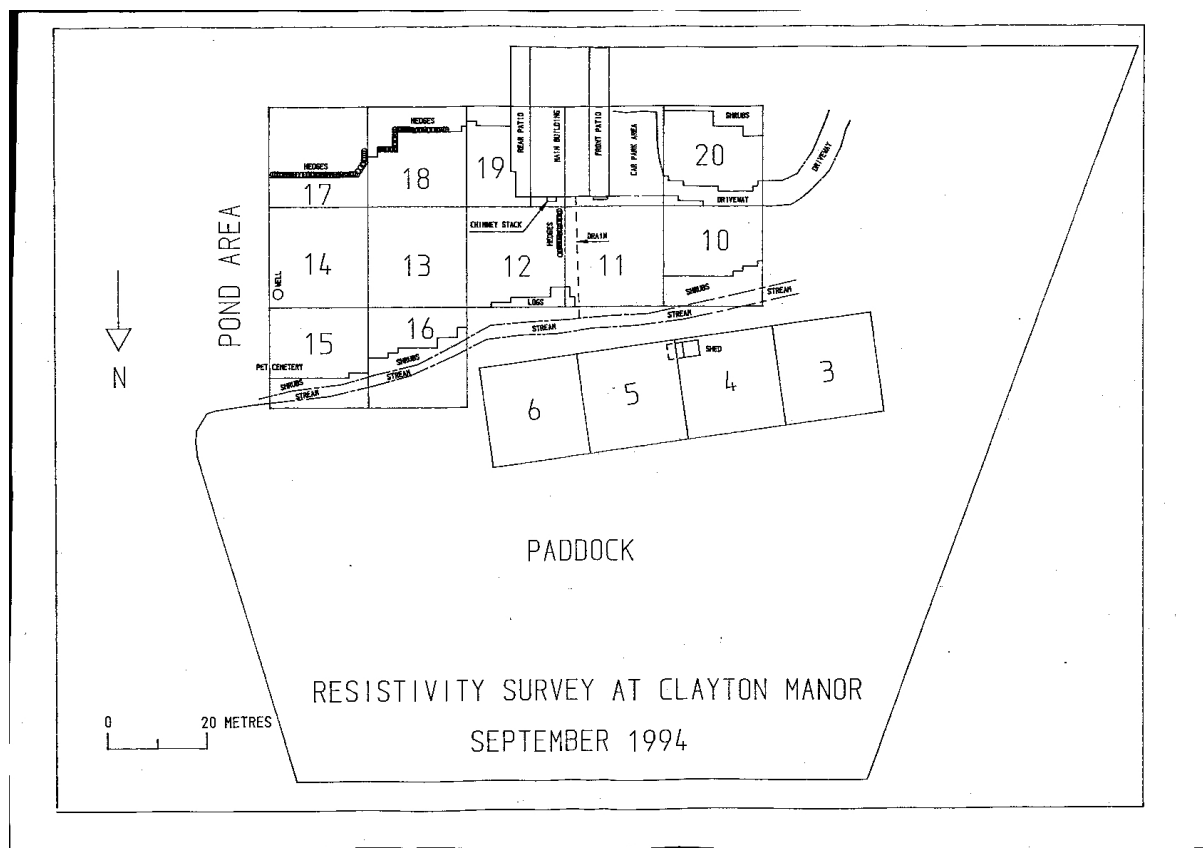 HEDGES
SHRUBS
REAR PATIO
MAIN BUILDING
FRONT PATIO
CAR PARK AREA
DRIVEWAY
HEDGES
17
18
19
20
DRIVEWAY
CHIMNEY STACK
HEDGES
DRAIN
POND AREA
WELL
14
13
12
11
10
LOGS
SHRUBS
STREAM
STREAM
STREAM
15
16
PET CEMETERY
SHRUBS
STREAM
SHRUBS
STREAM
SHED
N
6
5
4
3
PADDOCK
RESISTIVITY SURVEY AT CLAYTON MANOR
SEPTEMBER 1994
0 20 METRES